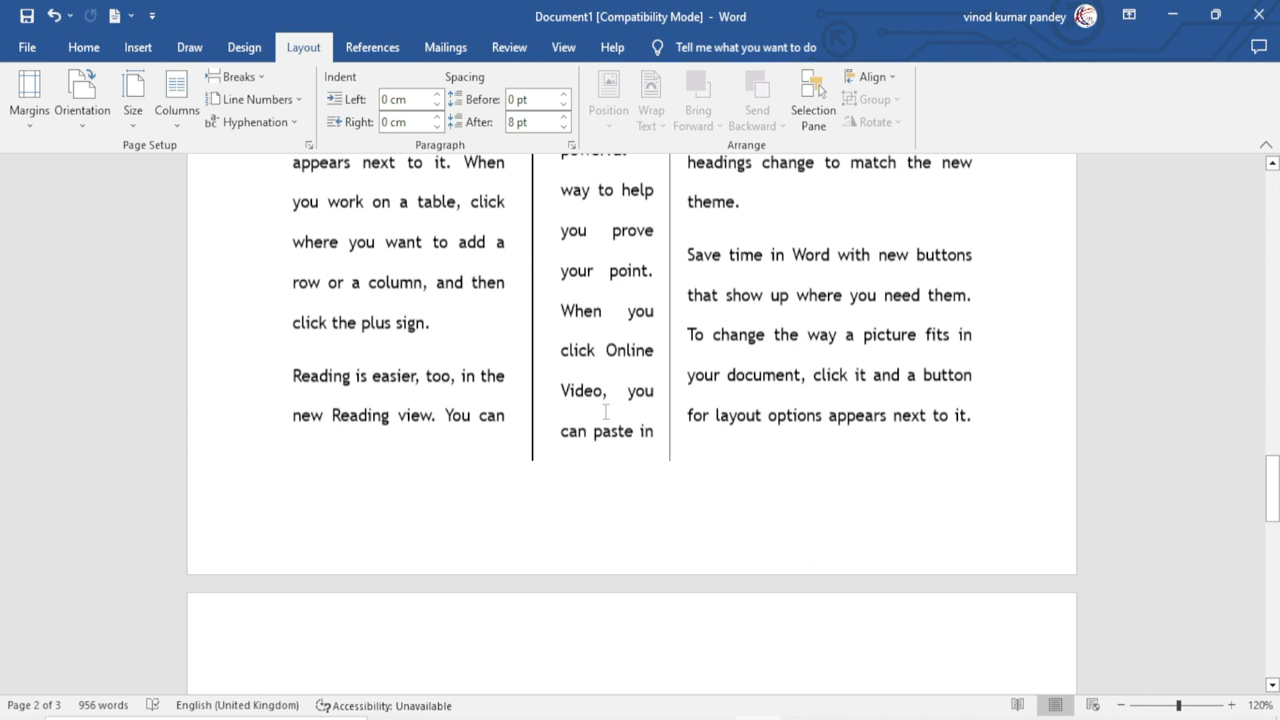 Document1 [Compatibility Mode] - Word
vinod kumar pandey
File Home Insert Draw Design Layout References Mailings Review View Help Tell me what you want to do
Margins
Orientation
Size
Columns
Breaks
Line Numbers
Hyphenation
Page Setup
Indent
Left: 0 cm
Right: 0 cm
Spacing
Before: 0 pt
After: 8 pt
Paragraph
Position
Wrap
Text
Bring
Forward
Send
Backward
Selection
Pane
Align
Group
Rotate
Arrange
appears next to it. When
you work on a table, click
where you want to add a
row or a column, and then
click the plus sign.
Reading is easier, too, in the
new Reading view. You can
powerful
way to help
you prove
your point.
When you
click Online
Video, you
can paste in
headings change to match the new
theme.
Save time in Word with new buttons
that show up where you need them.
To change the way a picture fits in
your document, click it and a button
for layout options appears next to it.
Page 2 of 3 956 words English (United Kingdom) Accessibility: Unavailable 120%